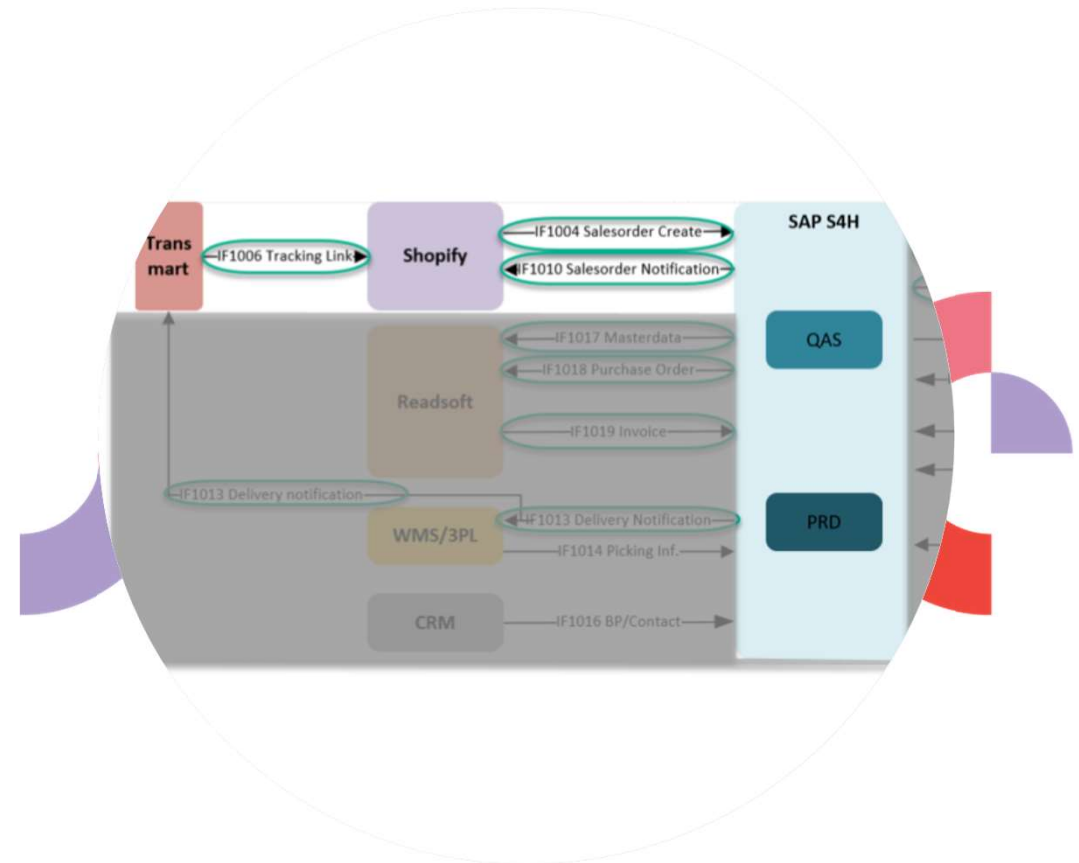 SAP S4H
Trans
mart
IF1006 Tracking Link
Shopify
IF1004 Salesorder Create
IF1010 Salesorder Notification
IF1017 Masterdata
QAS
IF1018 Purchase Order
Readsoft
IF1019 Invoice
IF1013 Delivery notification
IF1013 Delivery Notification
PRD
WMS/3PL
IF1014 Picking Inf.
CRM
IF1016 BP/Contact